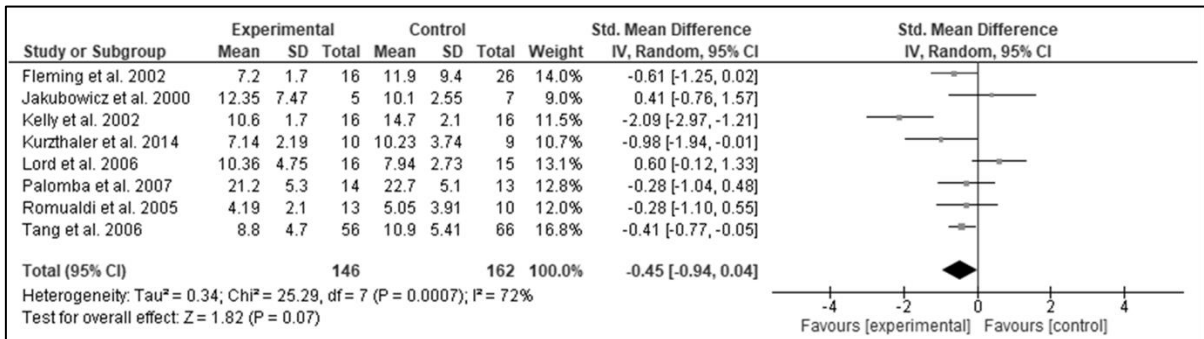 Experimental Control Std. Mean Difference Std. Mean Difference
Study or Subgroup Mean SD Total Mean SD Total Weight IV, Random, 95% CI IV, Random, 95% CI
Fleming et al. 2002 7.2 1.7 16 11.9 9.4 26 14.0% -0.61 [-1.25, 0.02]
Jakubowicz et al. 2000 12.35 7.47 5 10.1 2.55 7 9.0% 0.41 [-0.76, 1.57]
Kelly et al. 2002 10.6 1.7 16 14.7 2.1 16 11.5% -2.09 [-2.97, -1.21]
Kurzthaler et al. 2014 7.14 2.19 10 10.23 3.74 9 10.7% -0.98 [-1.94, -0.01]
Lord et al. 2006 10.36 4.75 16 7.94 2.73 15 13.1% 0.60 [-0.12, 1.33]
Palomba et al. 2007 21.2 5.3 14 22.7 5.1 13 12.8% -0.28 [-1.04, 0.48]
Romualdi et al. 2005 4.19 2.1 13 5.05 3.91 10 12.0% -0.28 [-1.10, 0.55]
Tang et al. 2006 8.8 4.7 56 10.9 5.41 66 16.8% -0.41 [-0.77, -0.05]
Total (95% CI) 146 162 100.0% -0.45 [-0.94, 0.04]
Heterogeneity: Tau² = 0.34; Chi² = 25.29, df = 7 (P = 0.0007); I² = 72%
Test for overall effect: Z = 1.82 (P = 0.07)
-4 -2 0 2 4
Favours [experimental] Favours [control]